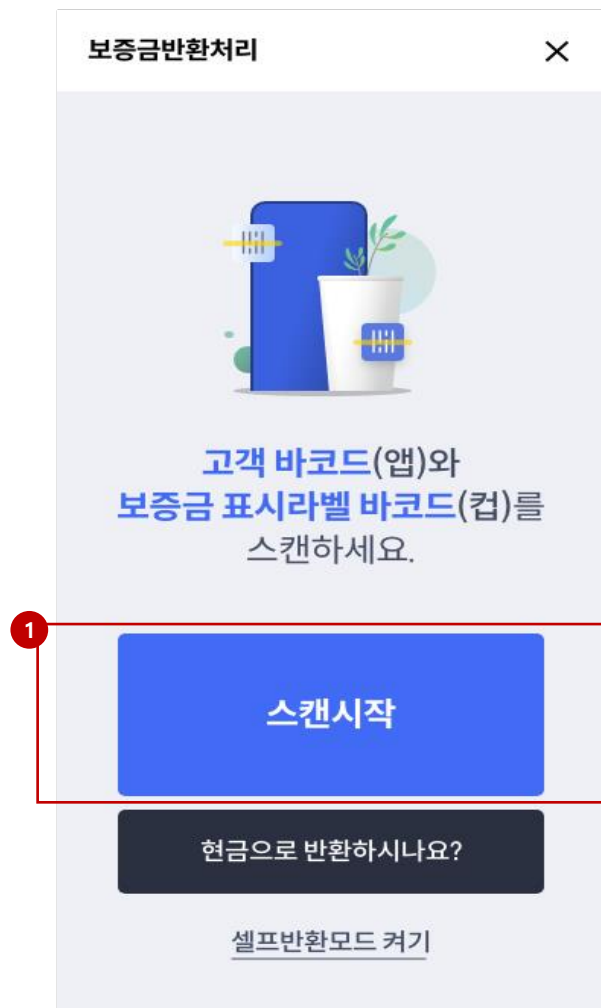 보증금반환처리
고객 바코드(앱)와
보증금 표시라벨 바코드(컵)를
스캔하세요.
1
스캔시작
현금으로 반환하시나요?
셀프반환모드 켜기